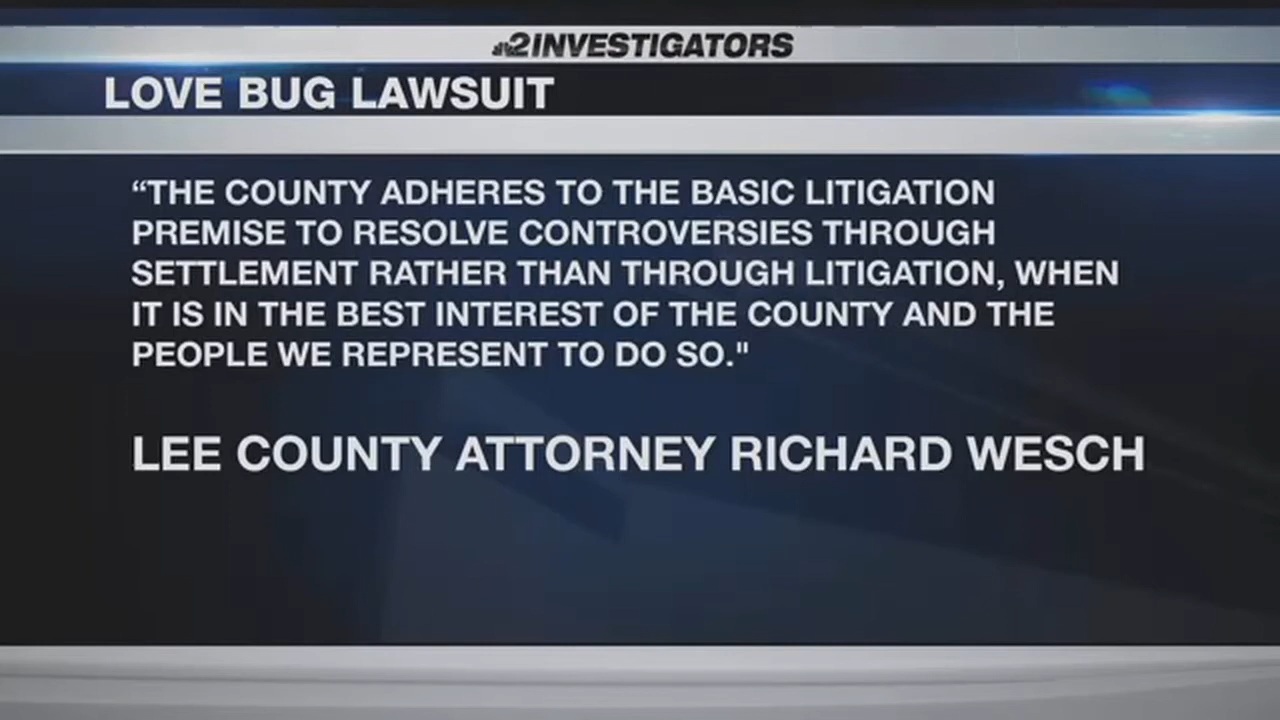 2INVESTIGATORS
LOVE BUG LAWSUIT
“THE COUNTY ADHERES TO THE BASIC LITIGATION
PREMISE TO RESOLVE CONTROVERSIES THROUGH
SETTLEMENT RATHER THAN THROUGH LITIGATION, WHEN
IT IS IN THE BEST INTEREST OF THE COUNTY AND THE
PEOPLE WE REPRESENT TO DO SO."
LEE COUNTY ATTORNEY RICHARD WESCH